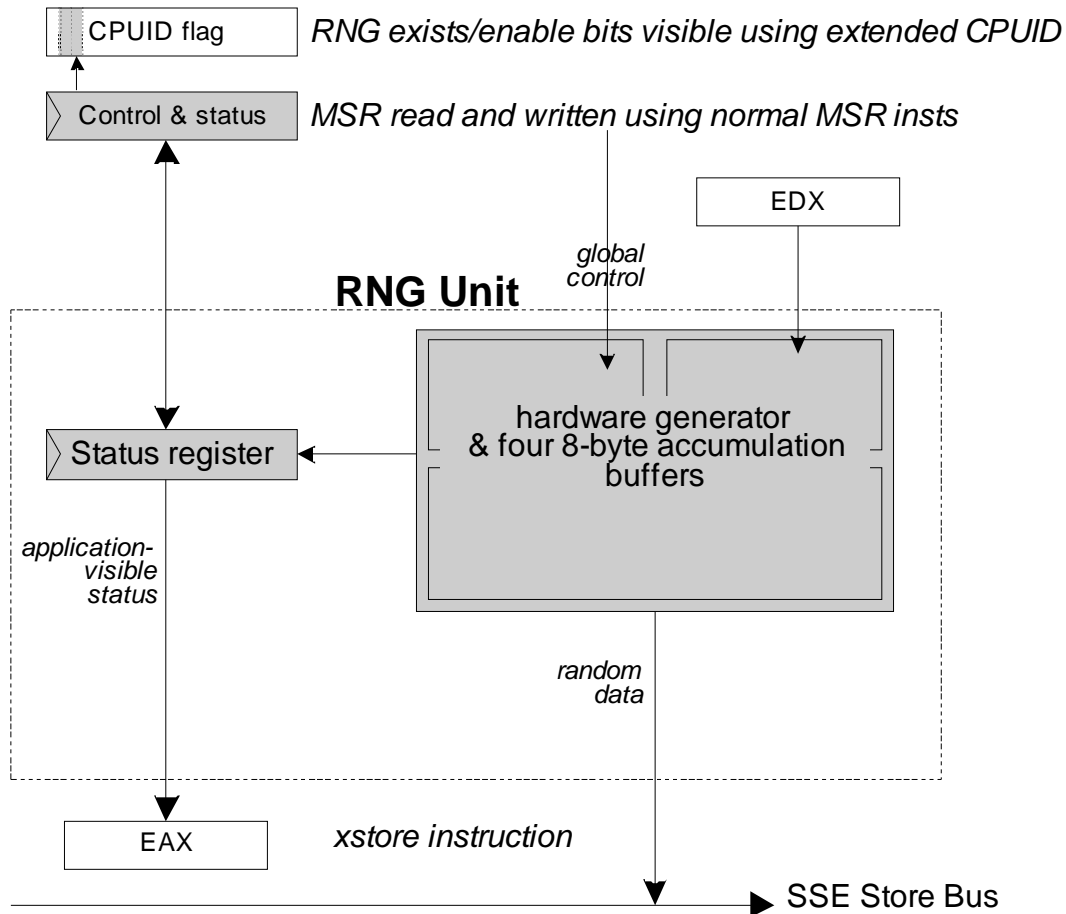 CPUID flag
RNG exists/enable bits visible using extended CPUID
Control & status
MSR read and written using normal MSR insts
EDX
global
control
RNG Unit
hardware generator
& four 8-byte accumulation
buffers
Status register
application-
visible
status
random
data
EAX
xstore instruction
SSE Store Bus